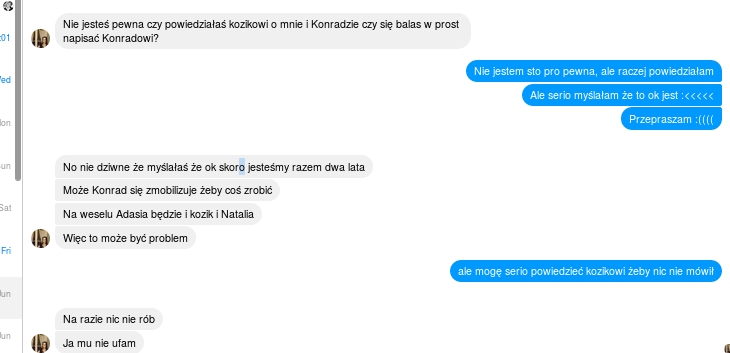 Nie jesteś pewna czy powiedziałaś kozikowi o mnie i Konradzie czy się balas w prost
napisać Konradowi?
:01
Wed
Nie jestem sto pro pewna, ale raczej powiedziałam
Ale serio myślałam że to ok jest :<<<<<
Przepraszam :((((
No nie dziwne że myślałaś że ok skoro jesteśmy razem dwa lata
Może Konrad się zmobilizuje żeby coś zrobić
Na weselu Adasia będzie i kozik i Natalia
Sat
Więc to może być problem
Fri
ale mogę serio powiedzieć kozikowi żeby nic nie mówił
Jun
Na razie nic nie rób
Jun
Ja mu nie ufam